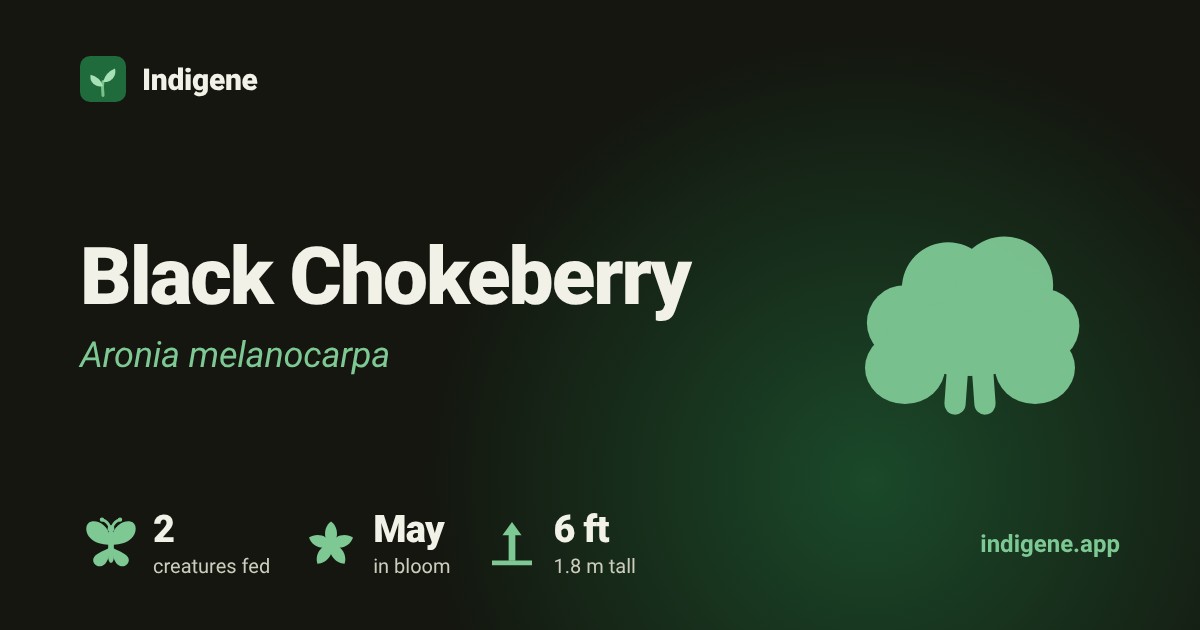 Indigene
Black Chokeberry
Aronia melanocarpa
2
creatures fed
May
in bloom
6 ft
1.8 m tall
indigene.app